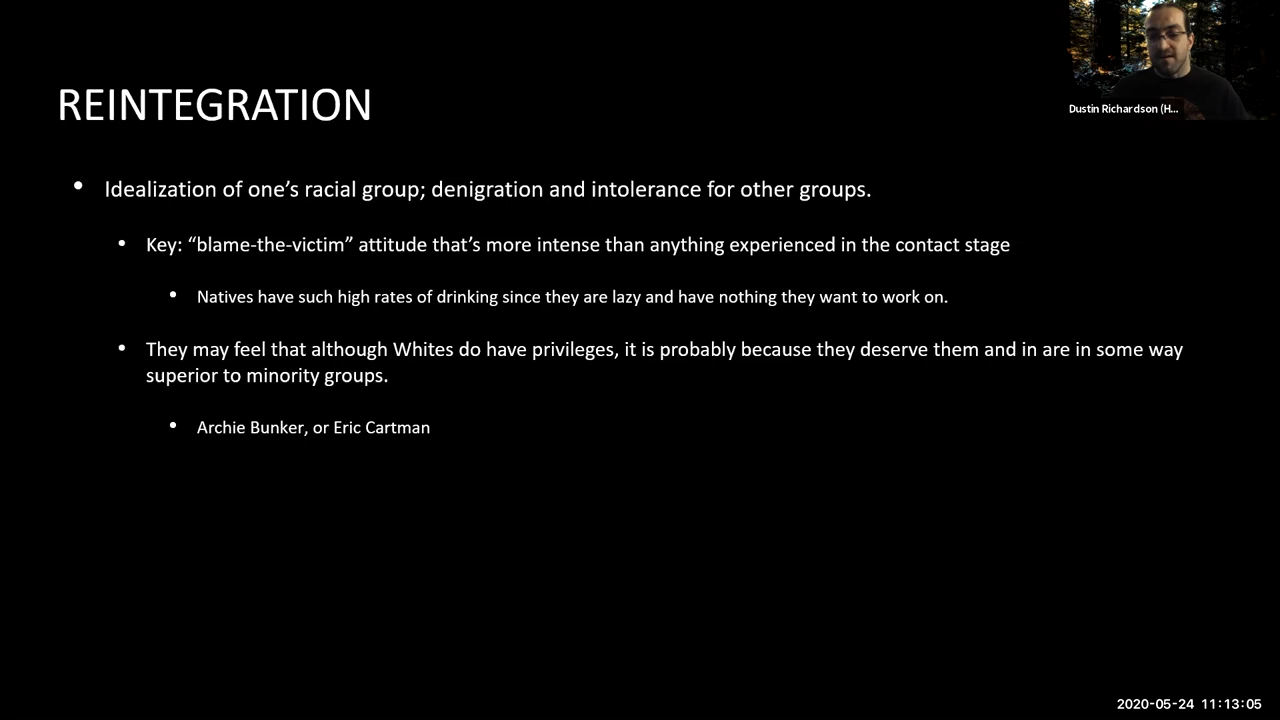 Dustin Richardson (H...
REINTEGRATION
• Idealization of one’s racial group; denigration and intolerance for other groups.
• Key: “blame-the-victim” attitude that’s more intense than anything experienced in the contact stage
• Natives have such high rates of drinking since they are lazy and have nothing they want to work on.
• They may feel that although Whites do have privileges, it is probably because they deserve them and in are in some way
superior to minority groups.
• Archie Bunker, or Eric Cartman
2020-05-24 11:13:05